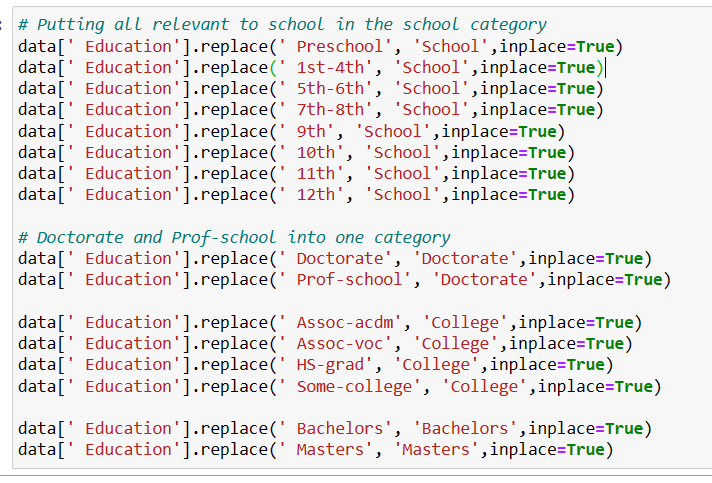 # Putting all relevant to school in the school category
data[' Education'].replace(' Preschool', 'School',inplace=True)
data[' Education'].replace(' 1st-4th', 'School',inplace=True)
data[' Education'].replace(' 5th-6th', 'School',inplace=True)
data[' Education'].replace(' 7th-8th', 'School',inplace=True)
data[' Education'].replace(' 9th', 'School',inplace=True)
data[' Education'].replace(' 10th', 'School',inplace=True)
data[' Education'].replace(' 11th', 'School',inplace=True)
data[' Education'].replace(' 12th', 'School',inplace=True)
# Doctorate and Prof-school into one category
data[' Education'].replace(' Doctorate', 'Doctorate',inplace=True)
data[' Education'].replace(' Prof-school', 'Doctorate',inplace=True)
data[' Education'].replace(' Assoc-acdm', 'College',inplace=True)
data[' Education'].replace(' Assoc-voc', 'College',inplace=True)
data[' Education'].replace(' HS-grad', 'College',inplace=True)
data[' Education'].replace(' Some-college', 'College',inplace=True)
data[' Education'].replace(' Bachelors', 'Bachelors',inplace=True)
data[' Education'].replace(' Masters', 'Masters',inplace=True)